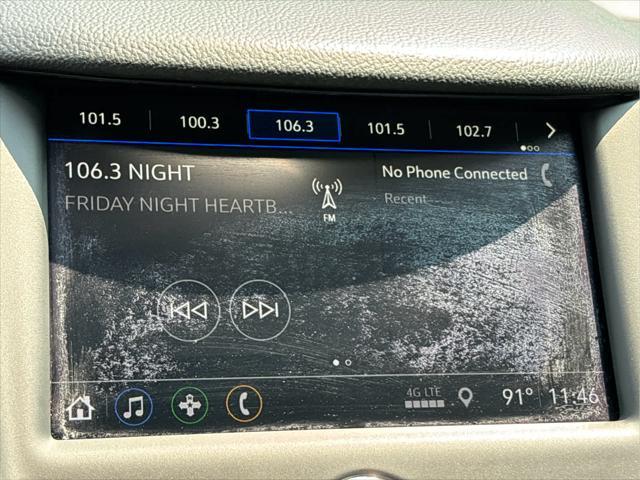 101.5 100.3 106.3 101.5 102.7
106.3 NIGHT
FRIDAY NIGHT HEARTB...
FM
No Phone Connected
Recent
4G LTE
91° 11:46